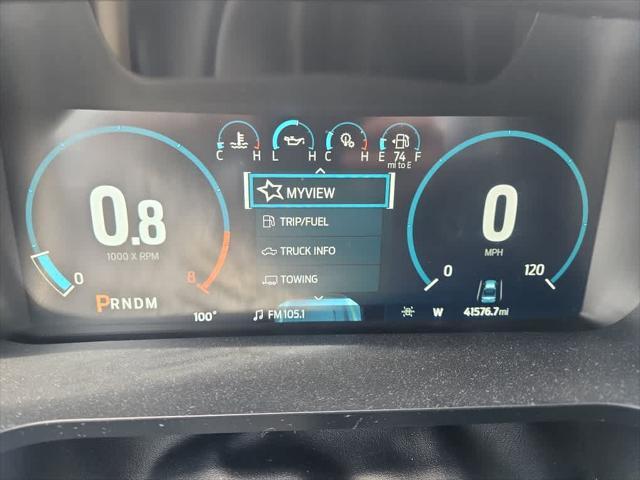 C H L H C H E 74 F
mi to E
MYVIEW
TRIP/FUEL
TRUCK INFO
TOWING
0.8
1000 X RPM
0 8
PRNDM
100°
FM 105.1
0
MPH
0 120
W 41576.7mi